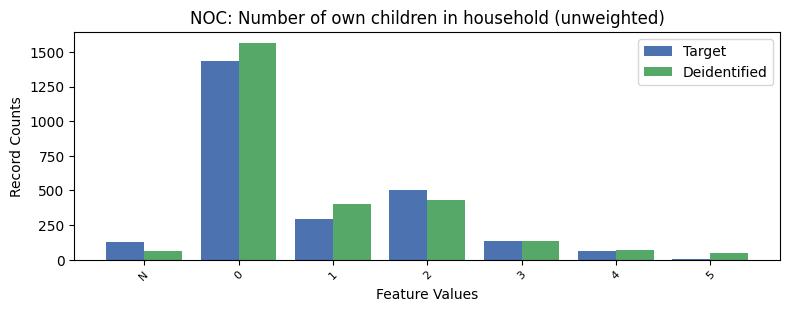 NOC: Number of own children in household (unweighted)
Target
Deidentified
Record Counts
1500
1250
1000
750
500
250
0
N 0 1 2 3 4 5
Feature Values